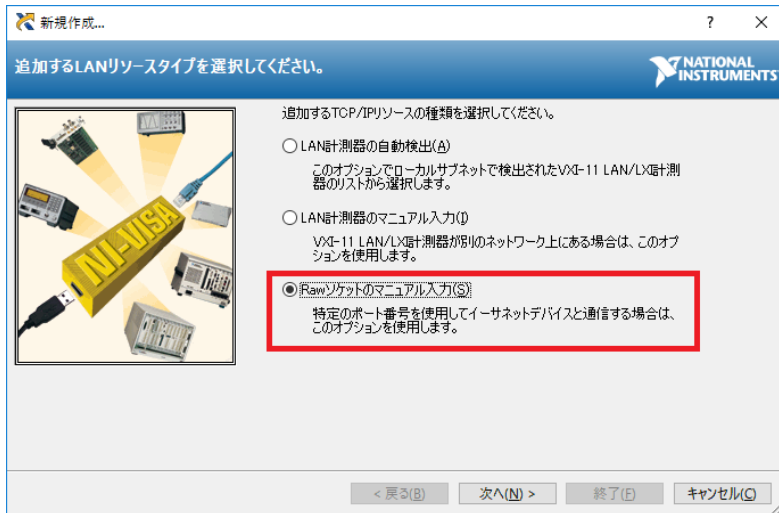 新規作成...
? ×
追加するLANリソースタイプを選択してください。
NATIONAL
INSTRUMENTS
追加するTCP/IPリソースの種類を選択してください。
LAN計測器の自動検出(A)
このオプションでローカルサブネットで検出されたVXI-11 LAN/LXI計測
器のリストから選択します。
LAN計測器のマニュアル入力(I)
VXI-11 LAN/LXI計測器が別のネットワーク上にある場合は、このオプ
ションを使用します。
Rawソケットのマニュアル入力(S)
特定のポート番号を使用してイーサネットデバイスと通信する場合は、
このオプションを使用します。
NI-VISA
< 戻る(B) 次へ(N) > 終了(F) キャンセル(C)